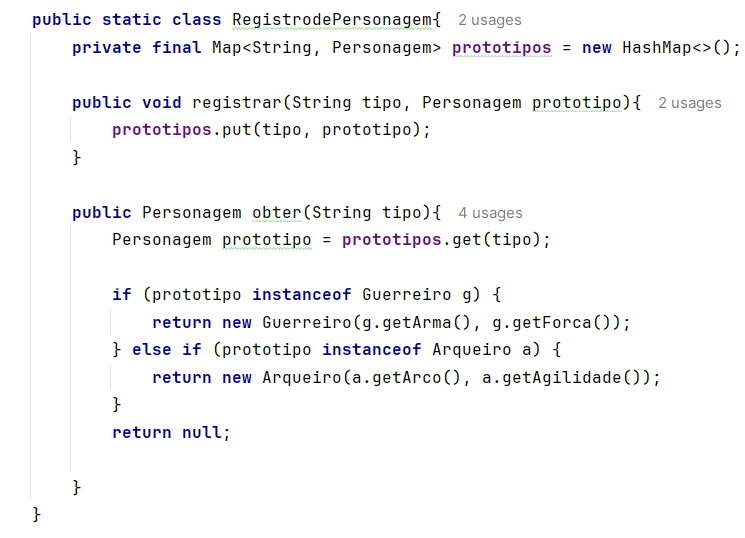 public static class RegistrodePersonagem{ 2 usages
private final Map<String, Personagem> prototipos = new HashMap<>();
public void registrar(String tipo, Personagem prototipo){ 2 usages
prototipos.put(tipo, prototipo);
}
public Personagem obter(String tipo){ 4 usages
Personagem prototipo = prototipos.get(tipo);
if (prototipo instanceof Guerreiro g) {
return new Guerreiro(g.getArma(), g.getForca());
} else if (prototipo instanceof Arqueiro a) {
return new Arqueiro(a.getArco(), a.getAgilidade());
}
return null;
}
}